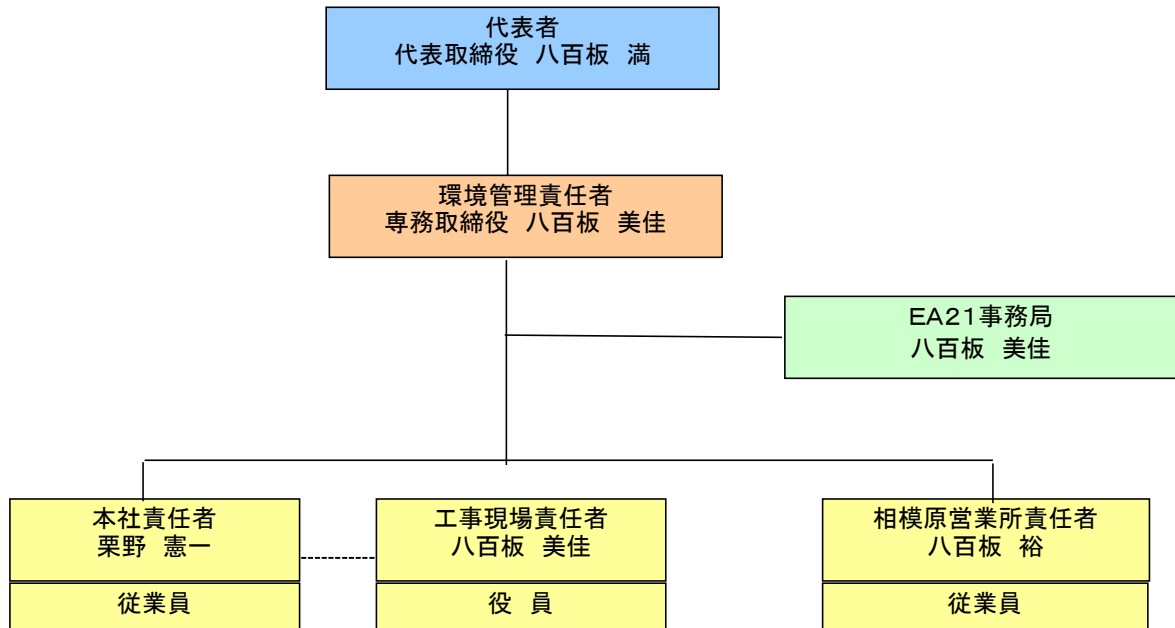 代表者
代表取締役 八百板 満
環境管理責任者
専務取締役 八百板 美佳
EA21事務局
八百板 美佳
本社責任者
栗野 憲一
工事現場責任者
八百板 美佳
相模原営業所責任者
八百板 裕
従業員
役 員
従業員